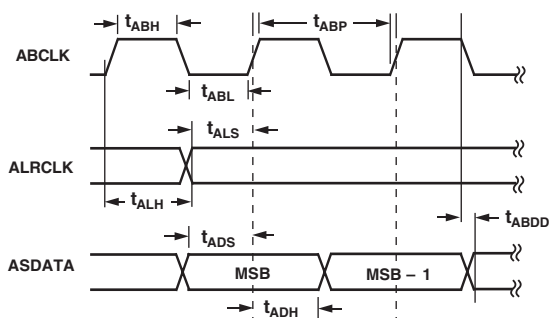 tABH
tABP
ABCLK
tABL
tALS
ALRCLK
tALH
tABDD
tADS
ASDATA
MSB
MSB – 1
tADH